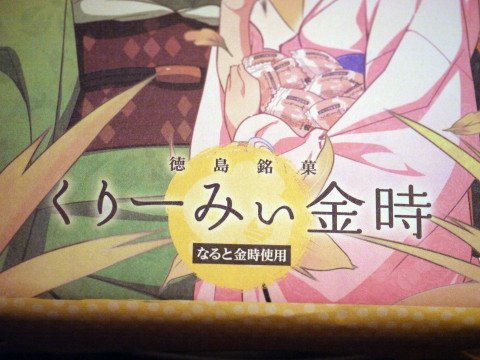 徳島銘菓
くりーみぃ金時
なると金時使用